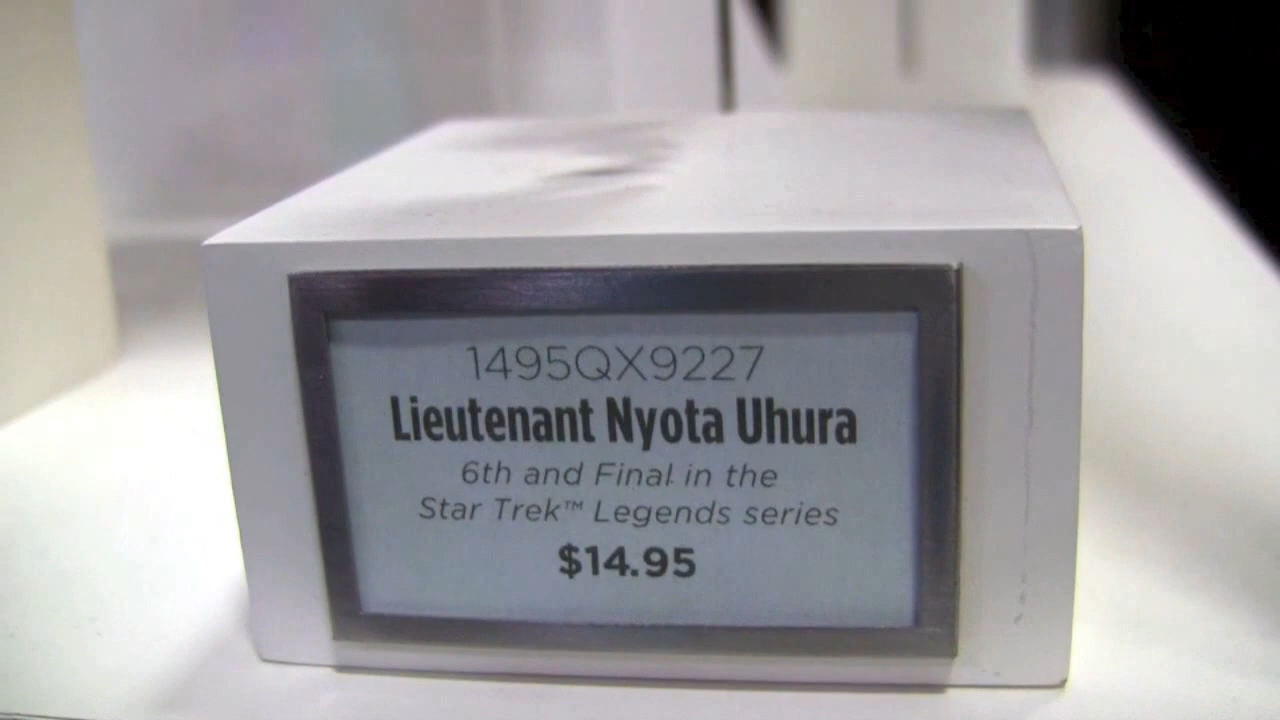 1495QX9227
Lieutenant Nyota Uhura
6th and Final in the
Star Trek™ Legends series
$14.95